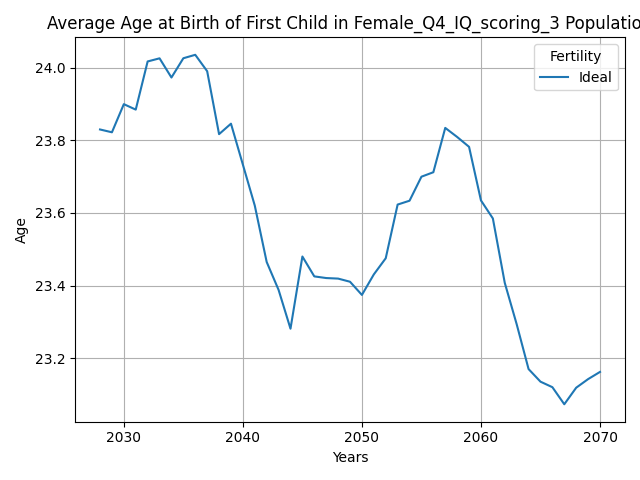 Average Age at Birth of First Child in Female_Q4_IQ_scoring_3 Populatio
Fertility
Ideal
24.0
23.8
23.6
23.4
23.2
Age
2030 2040 2050 2060 2070
Years